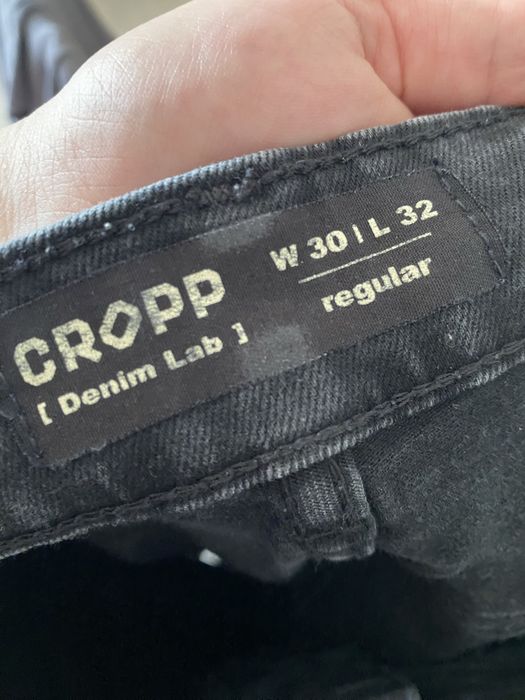 CROPP
[ Denim Lab ]
W 30 | L 32
regular